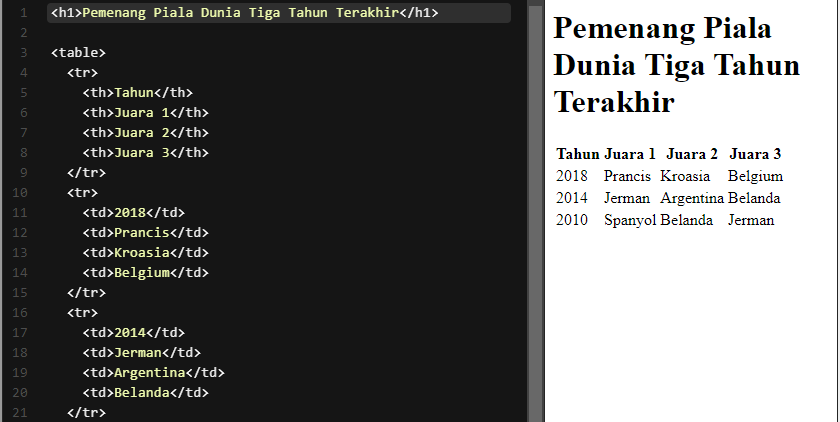 1 <h1>Pemenang Piala Dunia Tiga Tahun Terakhir</h1>
2
3 <table>
4 <tr>
5 <th>Tahun</th>
6 <th>Juara 1</th>
7 <th>Juara 2</th>
8 <th>Juara 3</th>
9 </tr>
10 <tr>
11 <td>2018</td>
12 <td>Prancis</td>
13 <td>Kroasia</td>
14 <td>Belgium</td>
15 </tr>
16 <tr>
17 <td>2014</td>
18 <td>Jerman</td>
19 <td>Argentina</td>
20 <td>Belanda</td>
21 </tr>
Pemenang Piala
Dunia Tiga Tahun
Terakhir
Tahun Juara 1 Juara 2 Juara 3
2018 Prancis Kroasia Belgium
2014 Jerman Argentina Belanda
2010 Spanyol Belanda Jerman